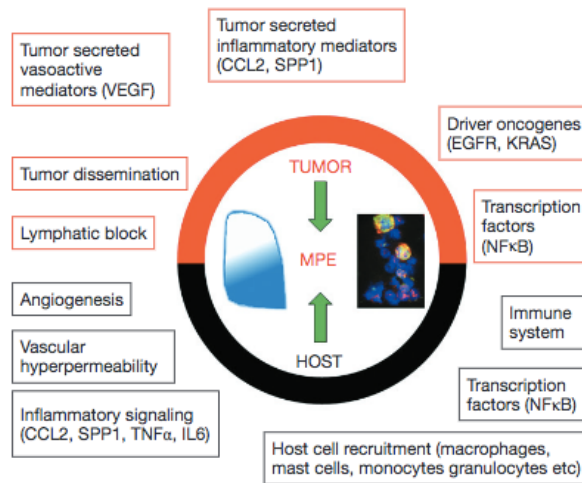 Tumor secreted
vasoactive
mediators (VEGF)
Tumor secreted
inflammatory mediators
(CCL2, SPP1)
Driver oncogenes
(EGFR, KRAS)
Tumor dissemination
Transcription
factors
(NFκB)
Lymphatic block
TUMOR
MPE
HOST
Angiogenesis
Immune
system
Vascular
hyperpermeability
Transcription
factors (NFκB)
Inflammatory signaling
(CCL2, SPP1, TNFα, IL6)
Host cell recruitment (macrophages,
mast cells, monocytes granulocytes etc)